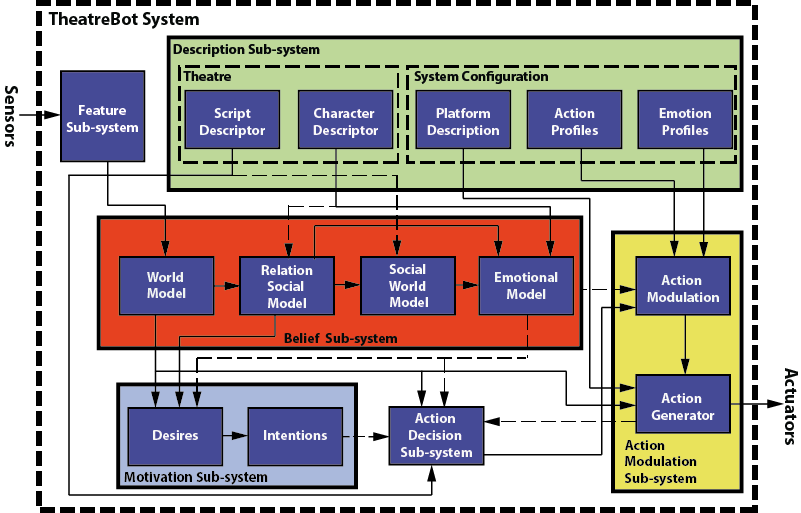 TheatreBot System
Description Sub-system
Theatre
System Configuration
Sensors
Feature
Sub-system
Script
Descriptor
Character
Descriptor
Platform
Description
Action
Profiles
Emotion
Profiles
World
Model
Relation
Social
Model
Social
World
Model
Emotional
Model
Belief Sub-system
Action
Modulation
Action
Generator
Actuators
Action
Modulation
Sub-system
Desires
Intentions
Motivation Sub-system
Action
Decision
Sub-system